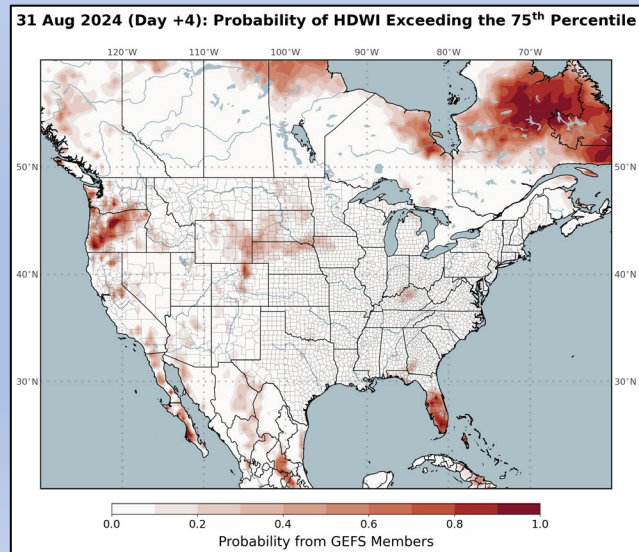 31 Aug 2024 (Day +4): Probability of HDWI Exceeding the 75th Percentile
120°W 110°W 100°W 90°W 80°W 70°W
50°N 50°N
40°N 40°N
30°N 30°N
0.0 0.2 0.4 0.6 0.8 1.0
Probability from GEFS Members